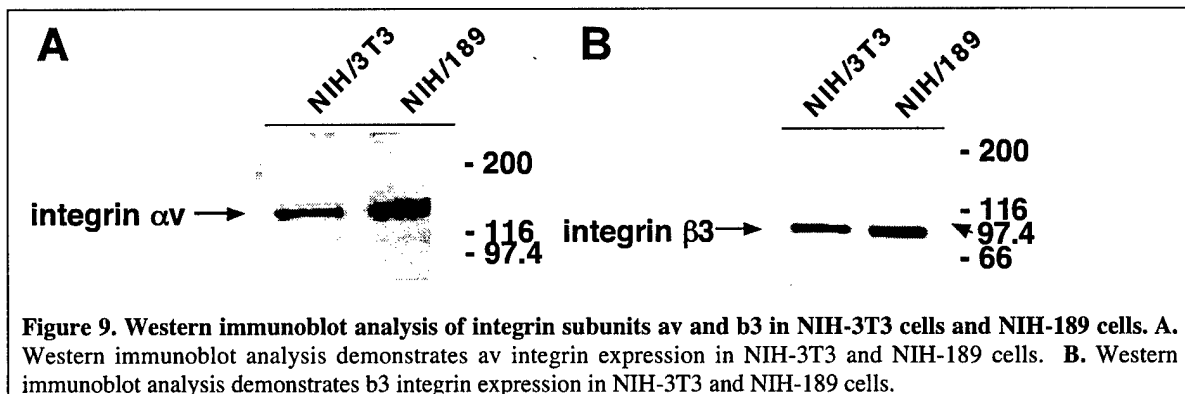 A
NIH/3T3
NIH/189
- 200
integrin αv
- 116
- 97.4
B
NIH/3T3
NIH/189
- 200
- 116
integrin β3
97.4
- 66
Figure 9. Western immunoblot analysis of integrin subunits av and b3 in NIH-3T3 cells and NIH-189 cells. A.
Western immunoblot analysis demonstrates av integrin expression in NIH-3T3 and NIH-189 cells. B. Western
immunoblot analysis demonstrates b3 integrin expression in NIH-3T3 and NIH-189 cells.